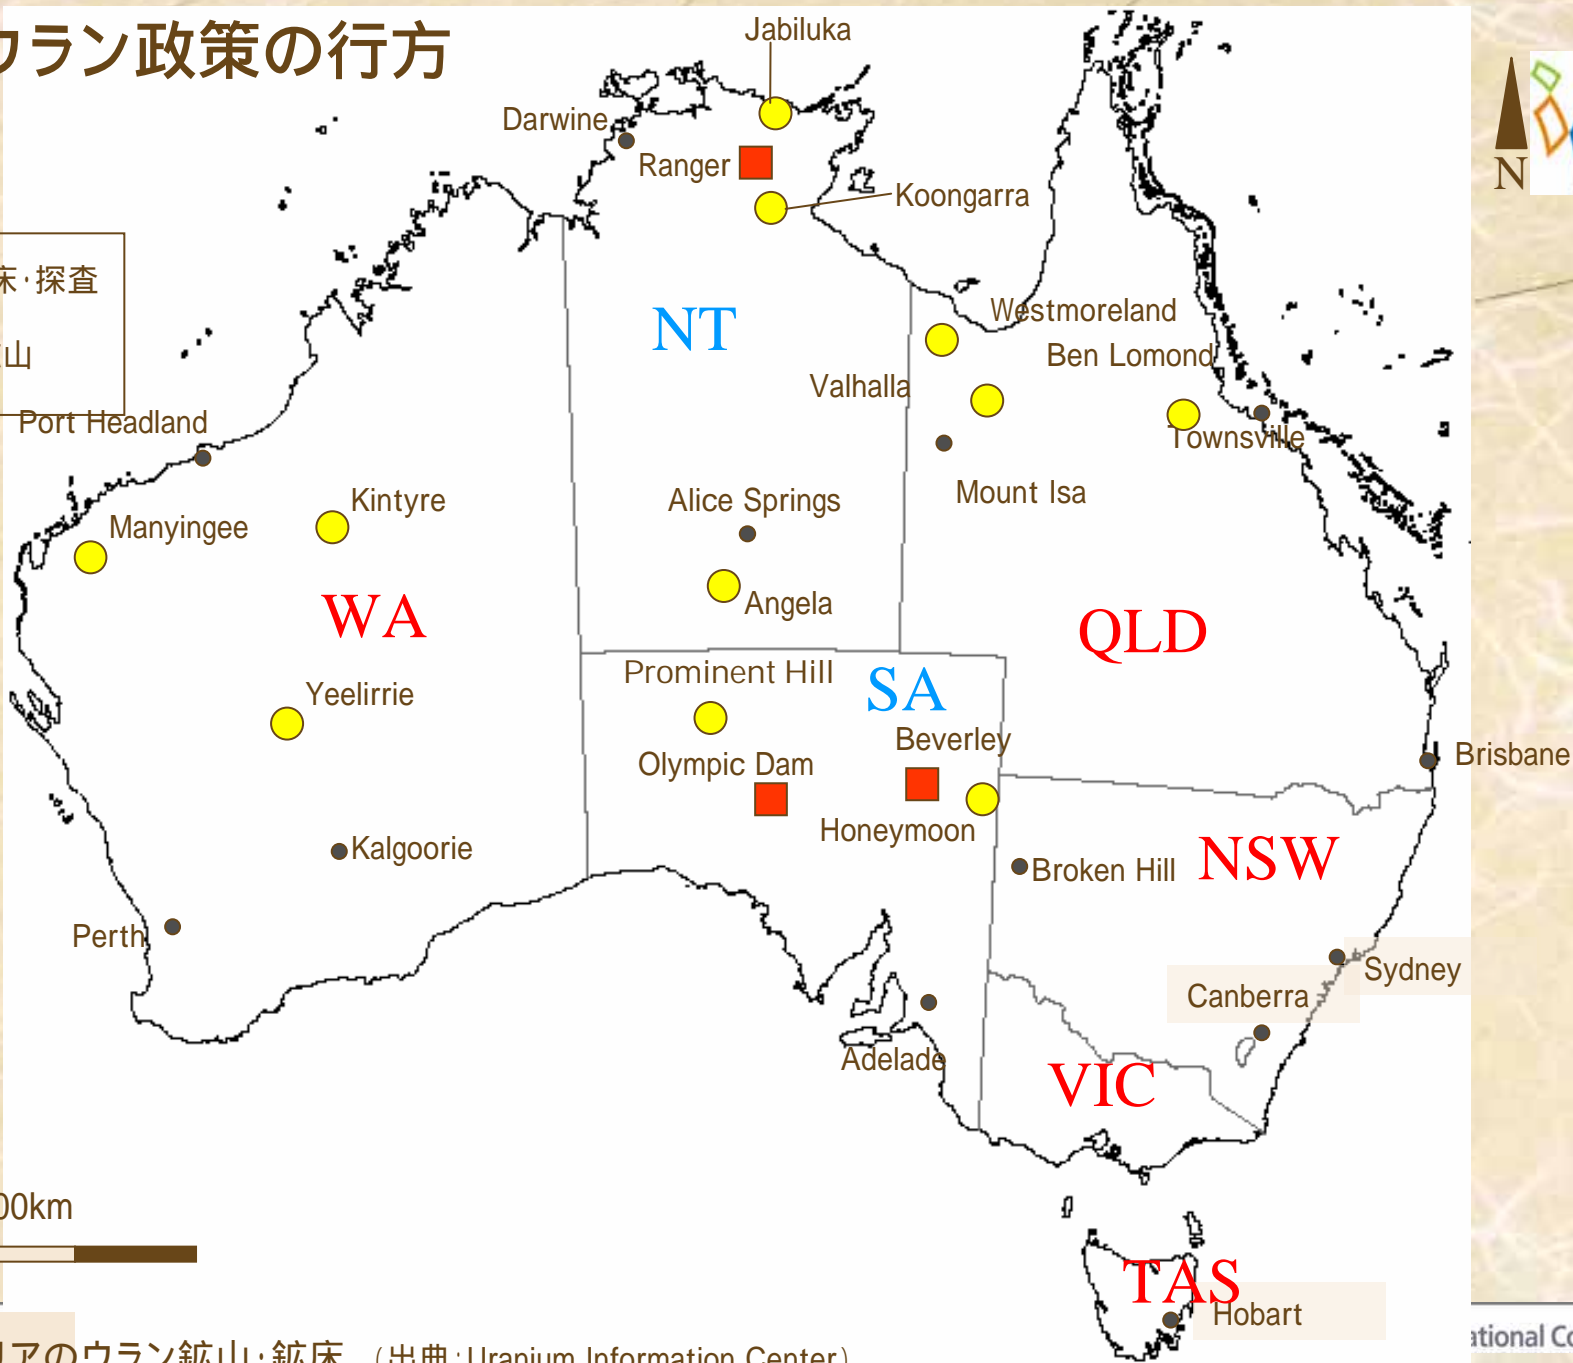 ウラン政策の行方
Jabiluka
Darwine
Ranger
N
Koongarra
床・探査
山
NT
Westmoreland
Ben Lomond
Valhalla
Port Headland
Townsville
Mount Isa
Kintyre
Alice Springs
Manyingee
Angela
WA
QLD
Prominent Hill
SA
Yeelirrie
Beverley
Olympic Dam
Brisbane
Honeymoon
Kalgoorie
Broken Hill
NSW
Perth
Sydney
Canberra
Adelade
VIC
00km
TAS
Hobart
リアのウラン鉱山・鉱床 （出典：Uranium Information Center）
ational Co